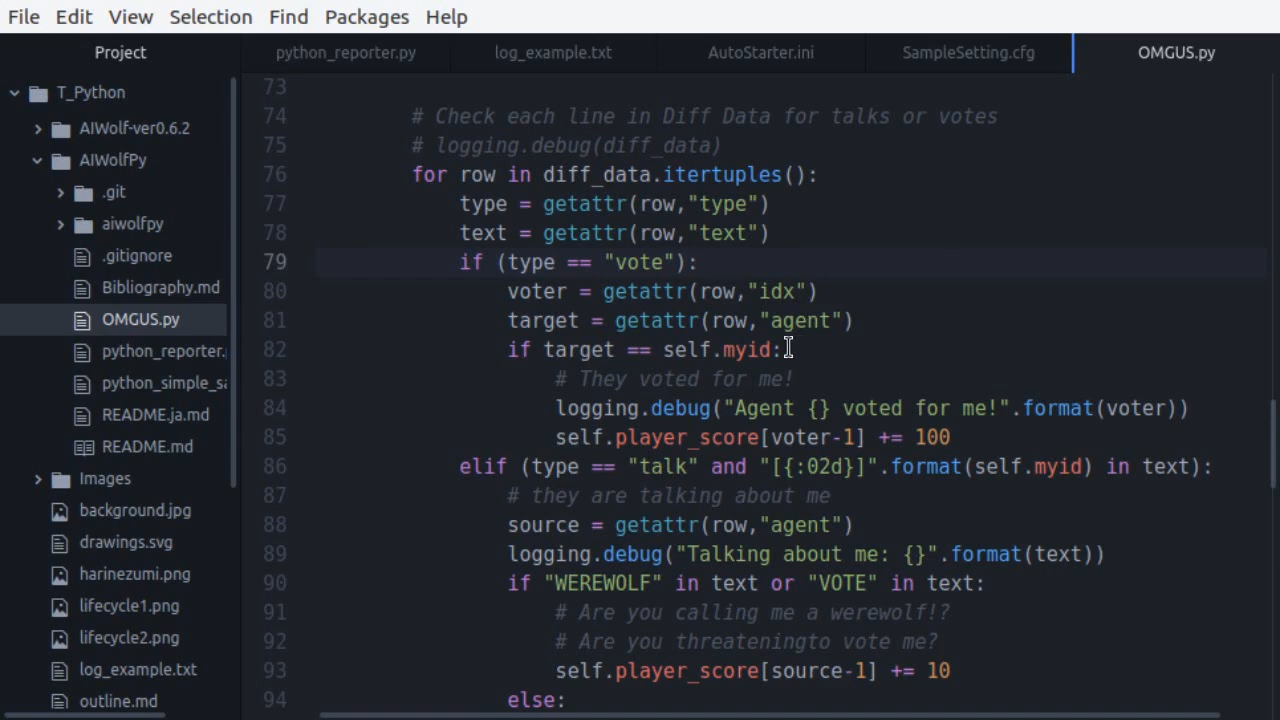 File Edit View Selection Find Packages Help
Project
python_reporter.py log_example.txt AutoStarter.ini SampleSetting.cfg OMGUS.py
T_Python
AIWolf-ver0.6.2
AIWolfPy
.git
aiwolfpy
.gitignore
Bibliography.md
OMGUS.py
python_reporter.
python_simple_sa
README.ja.md
README.md
Images
background.jpg
drawings.svg
harinezumi.png
lifecycle1.png
lifecycle2.png
log_example.txt
outline.md
73
74 # Check each line in Diff Data for talks or votes
75 # logging.debug(diff_data)
76 for row in diff_data.itertuples():
77 type = getattr(row,"type")
78 text = getattr(row,"text")
79 if (type == "vote"):
80 voter = getattr(row,"idx")
81 target = getattr(row,"agent")
82 if target == self.myid:
83 # They voted for me!
84 logging.debug("Agent {} voted for me!".format(voter))
85 self.player_score[voter-1] += 100
86 elif (type == "talk" and "[{:02d}]".format(self.myid) in text):
87 # they are talking about me
88 source = getattr(row,"agent")
89 logging.debug("Talking about me: {}".format(text))
90 if "WEREWOLF" in text or "VOTE" in text:
91 # Are you calling me a werewolf!?
92 # Are you threateningto vote me?
93 self.player_score[source-1] += 10
94 else: